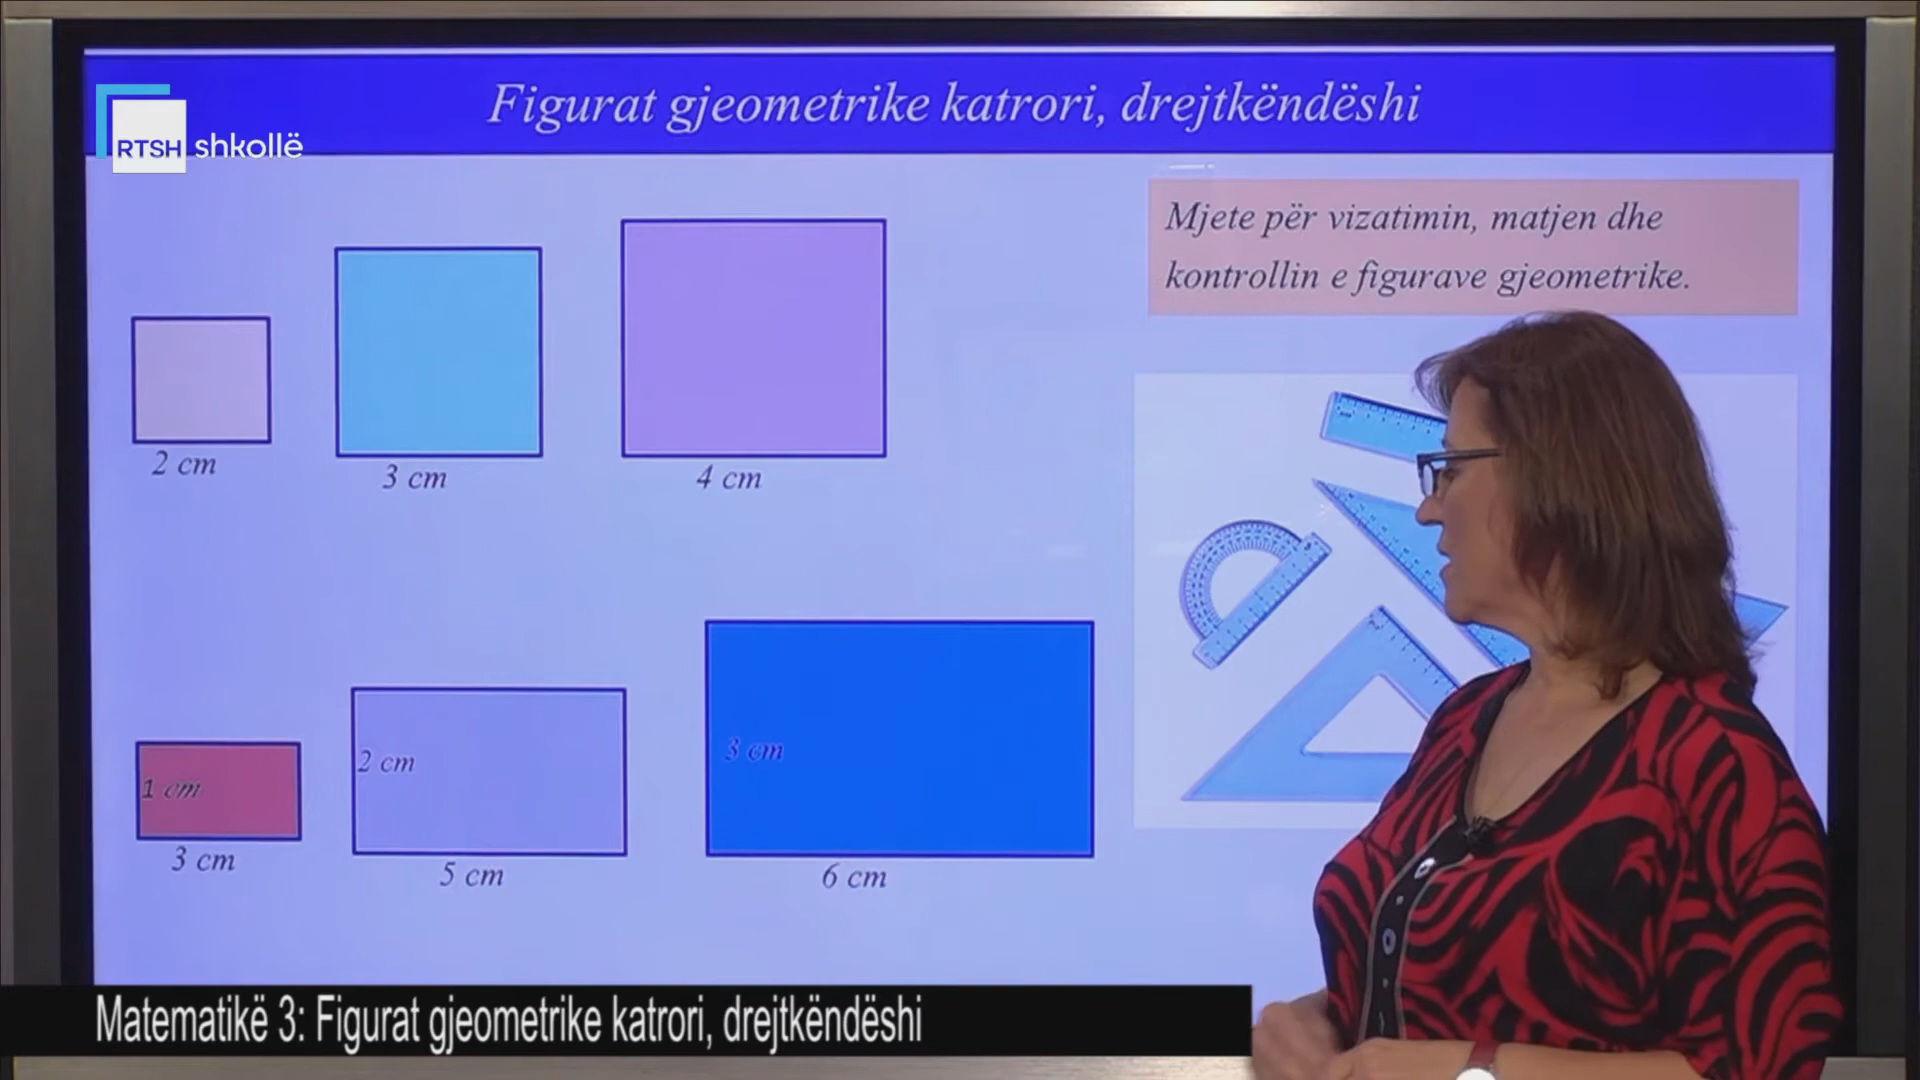 Figurat gjeometrike katrori, drejtkëndëshi
RTSH shkollë
Mjete për vizatimin, matjen dhe
kontrollin e figurave gjeometrike.
2 cm
3 cm
4 cm
1 cm
3 cm
2 cm
5 cm
3 cm
6 cm
Matematikë 3: Figurat gjeometrike katrori, drejtkëndëshi